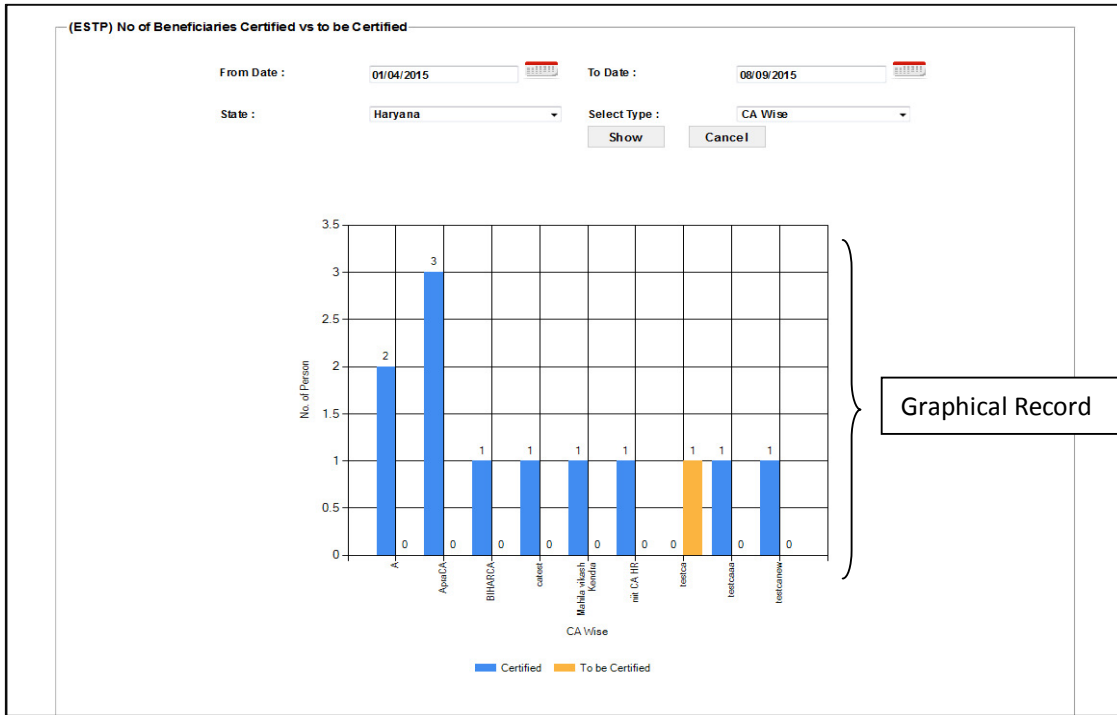 (ESTP) No of Beneficiaries Certified vs to be Certified
From Date : 01/04/2015 To Date : 08/09/2015
State : Haryana Select Type : CA Wise
Show Cancel
3.5
3
2.5
2
1.5
1
0.5
0
No. of Person
2 0
3 0
1 0
1 0
1 0
1 0
0 1
1 0
1 0
A
ApraCA
BIHARCA
catest
Mahila vikash
Kendra
niit CA HR
testca
testcaaa
testcanew
CA Wise
Certified To be Certified
Graphical Record